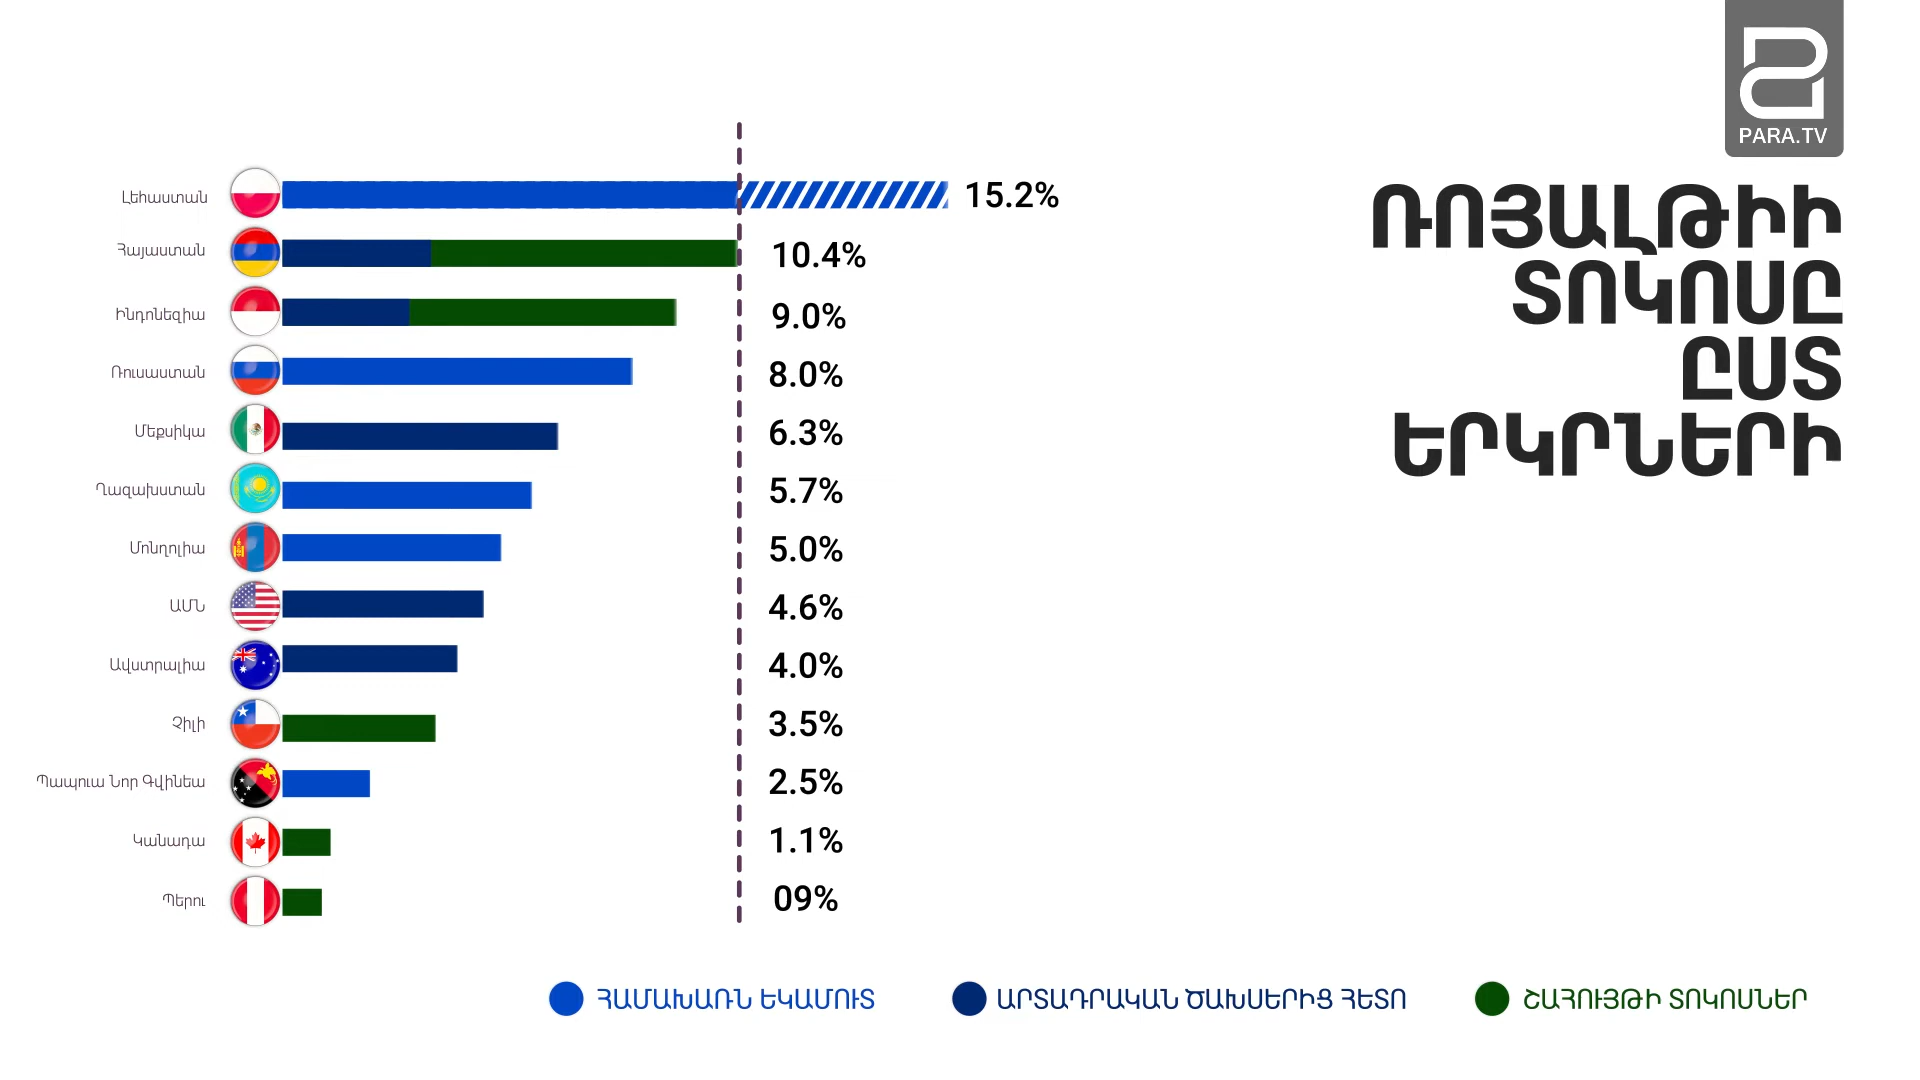 PARA.TV
ՌՈՅԱԼԹԻԻ
ՏՈԿՈՍԸ
ԸՍՏ
ԵՐԿՐՆԵՐԻ
Լեհաստան 15.2%
Հայաստան 10.4%
Ինդոնեզիա 9.0%
Ռուսաստան 8.0%
Մեքսիկա 6.3%
Ղազախստան 5.7%
Մոնղոլիա 5.0%
ԱՄՆ 4.6%
Ավստրալիա 4.0%
Չիլի 3.5%
Պապուա Նոր Գվինեա 2.5%
Կանադա 1.1%
Պերու 09%
ՀԱՄԱԽԱՌՆ ԵԿԱՄՈՒՏ ԱՐՏԱԴՐԱԿԱՆ ԾԱԽՍԵՐԻՑ ՀԵՏՈ ՇԱՀՈՒՅԹԻ ՏՈԿՈՍՆԵՐ